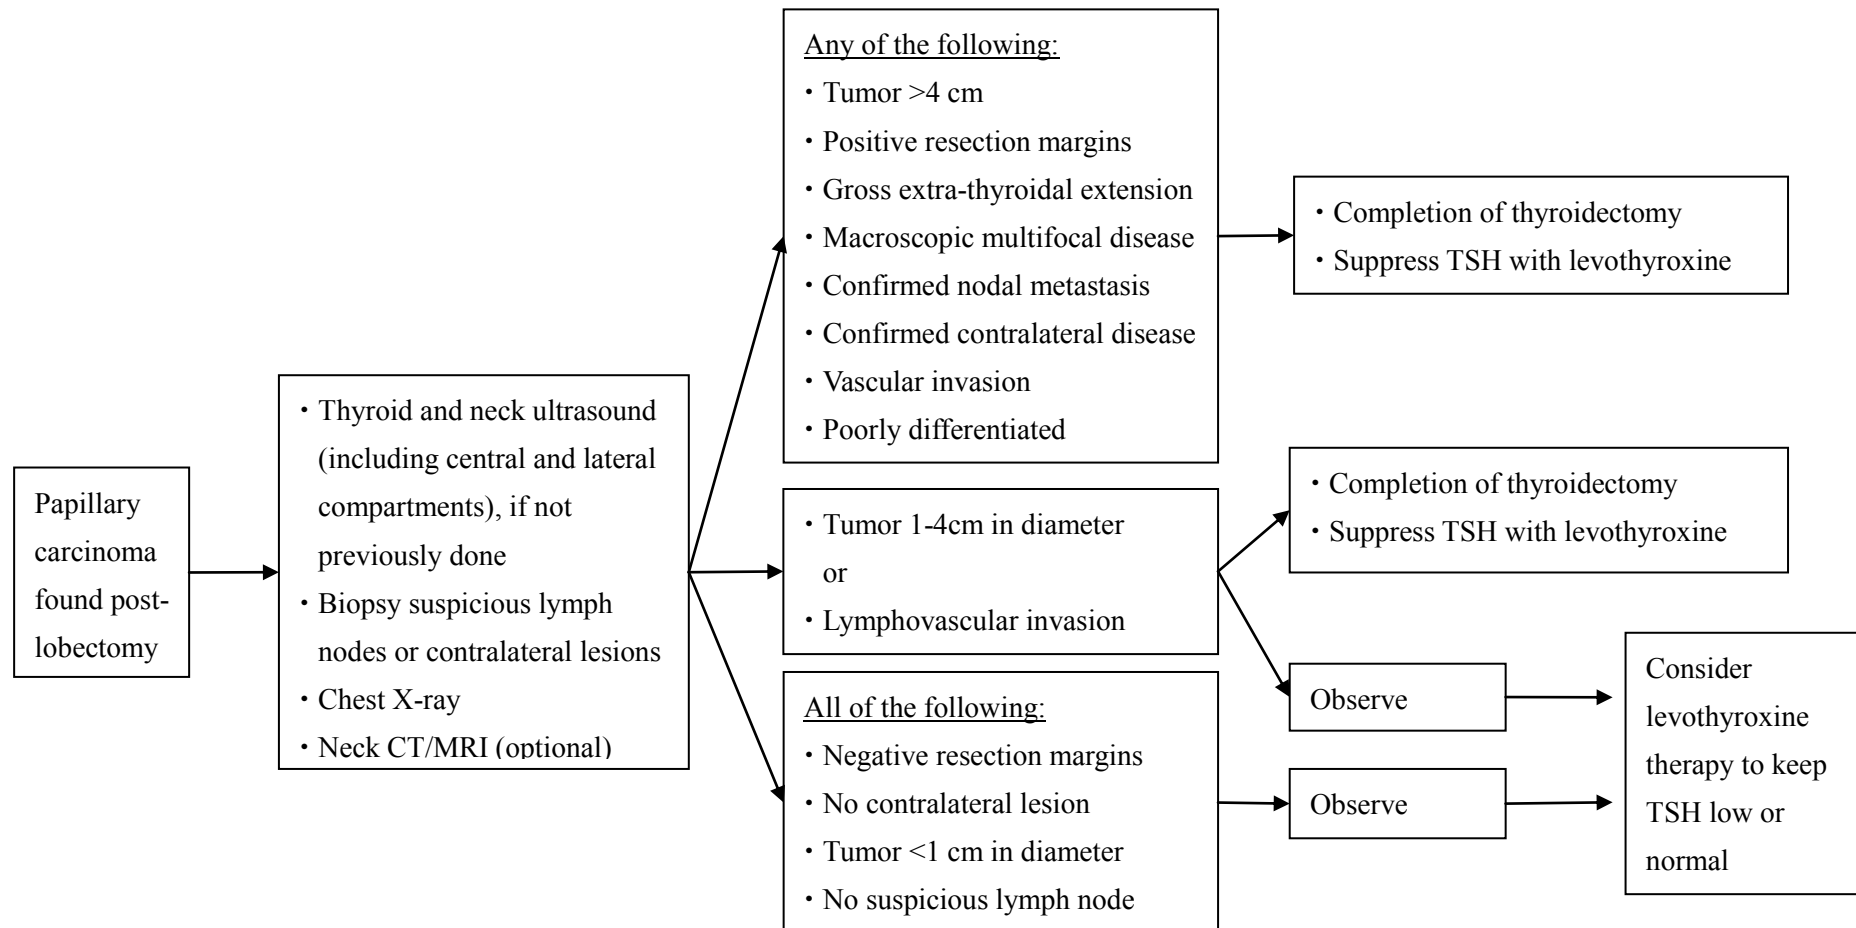 Papillary
carcinoma
found post-
lobectomy
・Thyroid and neck ultrasound
(including central and lateral
compartments), if not
previously done
・Biopsy suspicious lymph
nodes or contralateral lesions
・Chest X-ray
・Neck CT/MRI (optional)
Any of the following:
・Tumor >4 cm
・Positive resection margins
・Gross extra-thyroidal extension
・Macroscopic multifocal disease
・Confirmed nodal metastasis
・Confirmed contralateral disease
・Vascular invasion
・Poorly differentiated
・Completion of thyroidectomy
・Suppress TSH with levothyroxine
・Tumor 1-4cm in diameter
or
・Lymphovascular invasion
・Completion of thyroidectomy
・Suppress TSH with levothyroxine
Observe
All of the following:
・Negative resection margins
・No contralateral lesion
・Tumor <1 cm in diameter
・No suspicious lymph node
Observe
Consider
levothyroxine
therapy to keep
TSH low or
normal